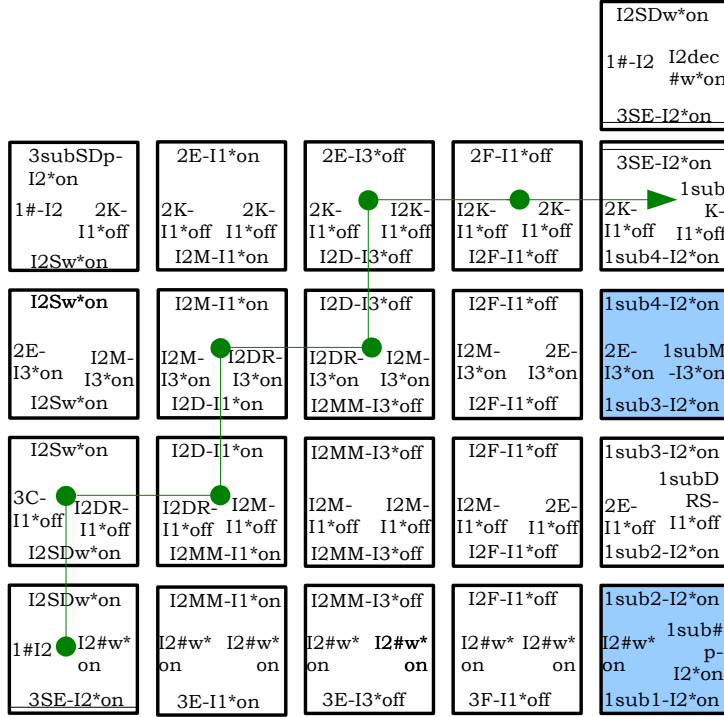 I2SDw*on
1#-I2 I2dec
#w*on
3SE-I2*on
3subSDp-
I2*on
1#-I2 2K-
I1*off
I2Sw*on
2E-I1*on
2K- 2K-
I1*off I1*off
I2M-I1*on
2E-I3*off
2K- I2K-
I1*off I1*off
I2D-I3*off
2F-I1*off
I2K- 2K-
I1*off I1*off
I2F-I1*off
3SE-I2*on
1sub
2K- K-
I1*off I1*off
1sub4-I2*on
I2Sw*on
2E- I2M-
I3*on I3*on
I2Sw*on
I2M-I1*on
I2M- I2DR-
I3*on I3*on
I2D-I1*on
I2D-I3*off
I2DR- I2M-
I3*on I3*on
I2MM-I3*off
I2F-I1*off
I2M- 2E-
I3*on I3*on
I2F-I1*off
1sub4-I2*on
2E- 1subM
I3*on -I3*on
1sub3-I2*on
I2Sw*on
3C- I2DR-
I1*off I1*off
I2SDw*on
I2D-I1*on
I2DR- I2M-
I1*off I1*off
I2MM-I1*on
I2MM-I3*off
I2M- I2M-
I1*off I1*off
I2MM-I3*off
I2F-I1*off
I2M- 2E-
I1*off I1*off
I2F-I1*off
1sub3-I2*on
1subD
2E- RS-
I1*off I1*off
1sub2-I2*on
I2SDw*on
1#I2 I2#w*
on
3SE-I2*on
I2MM-I1*on
I2#w* I2#w*
on on
3E-I1*on
I2MM-I3*off
I2#w* I2#w*
on on
3E-I3*off
I2F-I1*off
I2#w* I2#w*
on on
3F-I1*off
1sub2-I2*on
1sub#
I2#w* p-
on I2*on
1sub1-I2*on